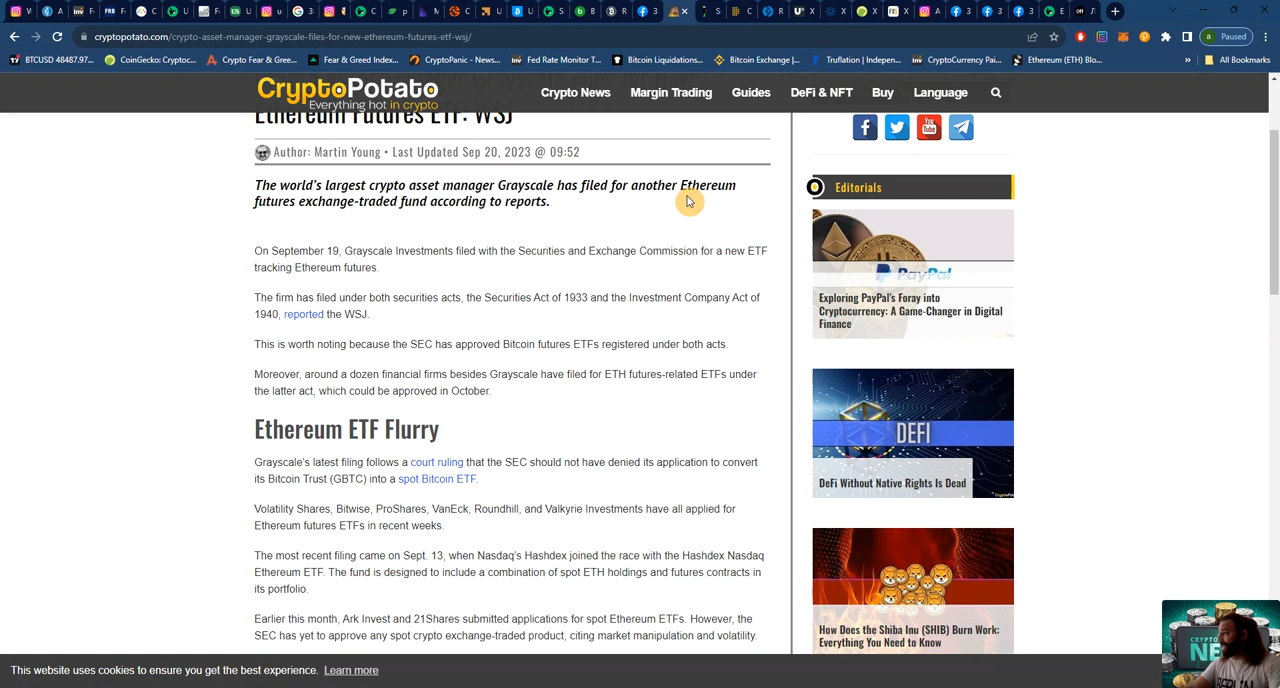 cryptopotato.com/crypto-asset-manager-grayscale-files-for-new-ethereum-futures-etf-wsj/
Paused
BTCUSD 48487.97...
CoinGecko: Cryptoc...
Crypto Fear & Gree...
Fear & Greed Index...
CryptoPanic - News...
Fed Rate Monitor T...
Bitcoin Liquidations...
Bitcoin Exchange |...
Truflation | Indepen...
CryptoCurrency Pai...
Ethereum (ETH) Blo...
All Bookmarks
CryptoPotato
Everything hot in crypto
Crypto News
Margin Trading
Guides
DeFi & NFT
Buy
Language
Ethereum Futures ETF: WSJ
Author: Martin Young • Last Updated Sep 20, 2023 @ 09:52
The world's largest crypto asset manager Grayscale has filed for another Ethereum
futures exchange-traded fund according to reports.
On September 19, Grayscale Investments filed with the Securities and Exchange Commission for a new ETF
tracking Ethereum futures.
The firm has filed under both securities acts, the Securities Act of 1933 and the Investment Company Act of
1940, reported the WSJ.
This is worth noting because the SEC has approved Bitcoin futures ETFs registered under both acts.
Moreover, around a dozen financial firms besides Grayscale have filed for ETH futures-related ETFs under
the latter act, which could be approved in October.
Ethereum ETF Flurry
Grayscale's latest filing follows a court ruling that the SEC should not have denied its application to convert
its Bitcoin Trust (GBTC) into a spot Bitcoin ETF.
Volatility Shares, Bitwise, ProShares, VanEck, Roundhill, and Valkyrie Investments have all applied for
Ethereum futures ETFs in recent weeks.
The most recent filing came on Sept. 13, when Nasdaq's Hashdex joined the race with the Hashdex Nasdaq
Ethereum ETF. The fund is designed to include a combination of spot ETH holdings and futures contracts in
its portfolio.
Earlier this month, Ark Invest and 21Shares submitted applications for spot Ethereum ETFs. However, the
SEC has yet to approve any spot crypto exchange-traded product, citing market manipulation and volatility.
Editorials
PayPal
Exploring PayPal's Foray into
Cryptocurrency: A Game-Changer in Digital
Finance
DEFI
DeFi Without Native Rights Is Dead
How Does the Shiba Inu (SHIB) Burn Work:
Everything You Need to Know
This website uses cookies to ensure you get the best experience. Learn more